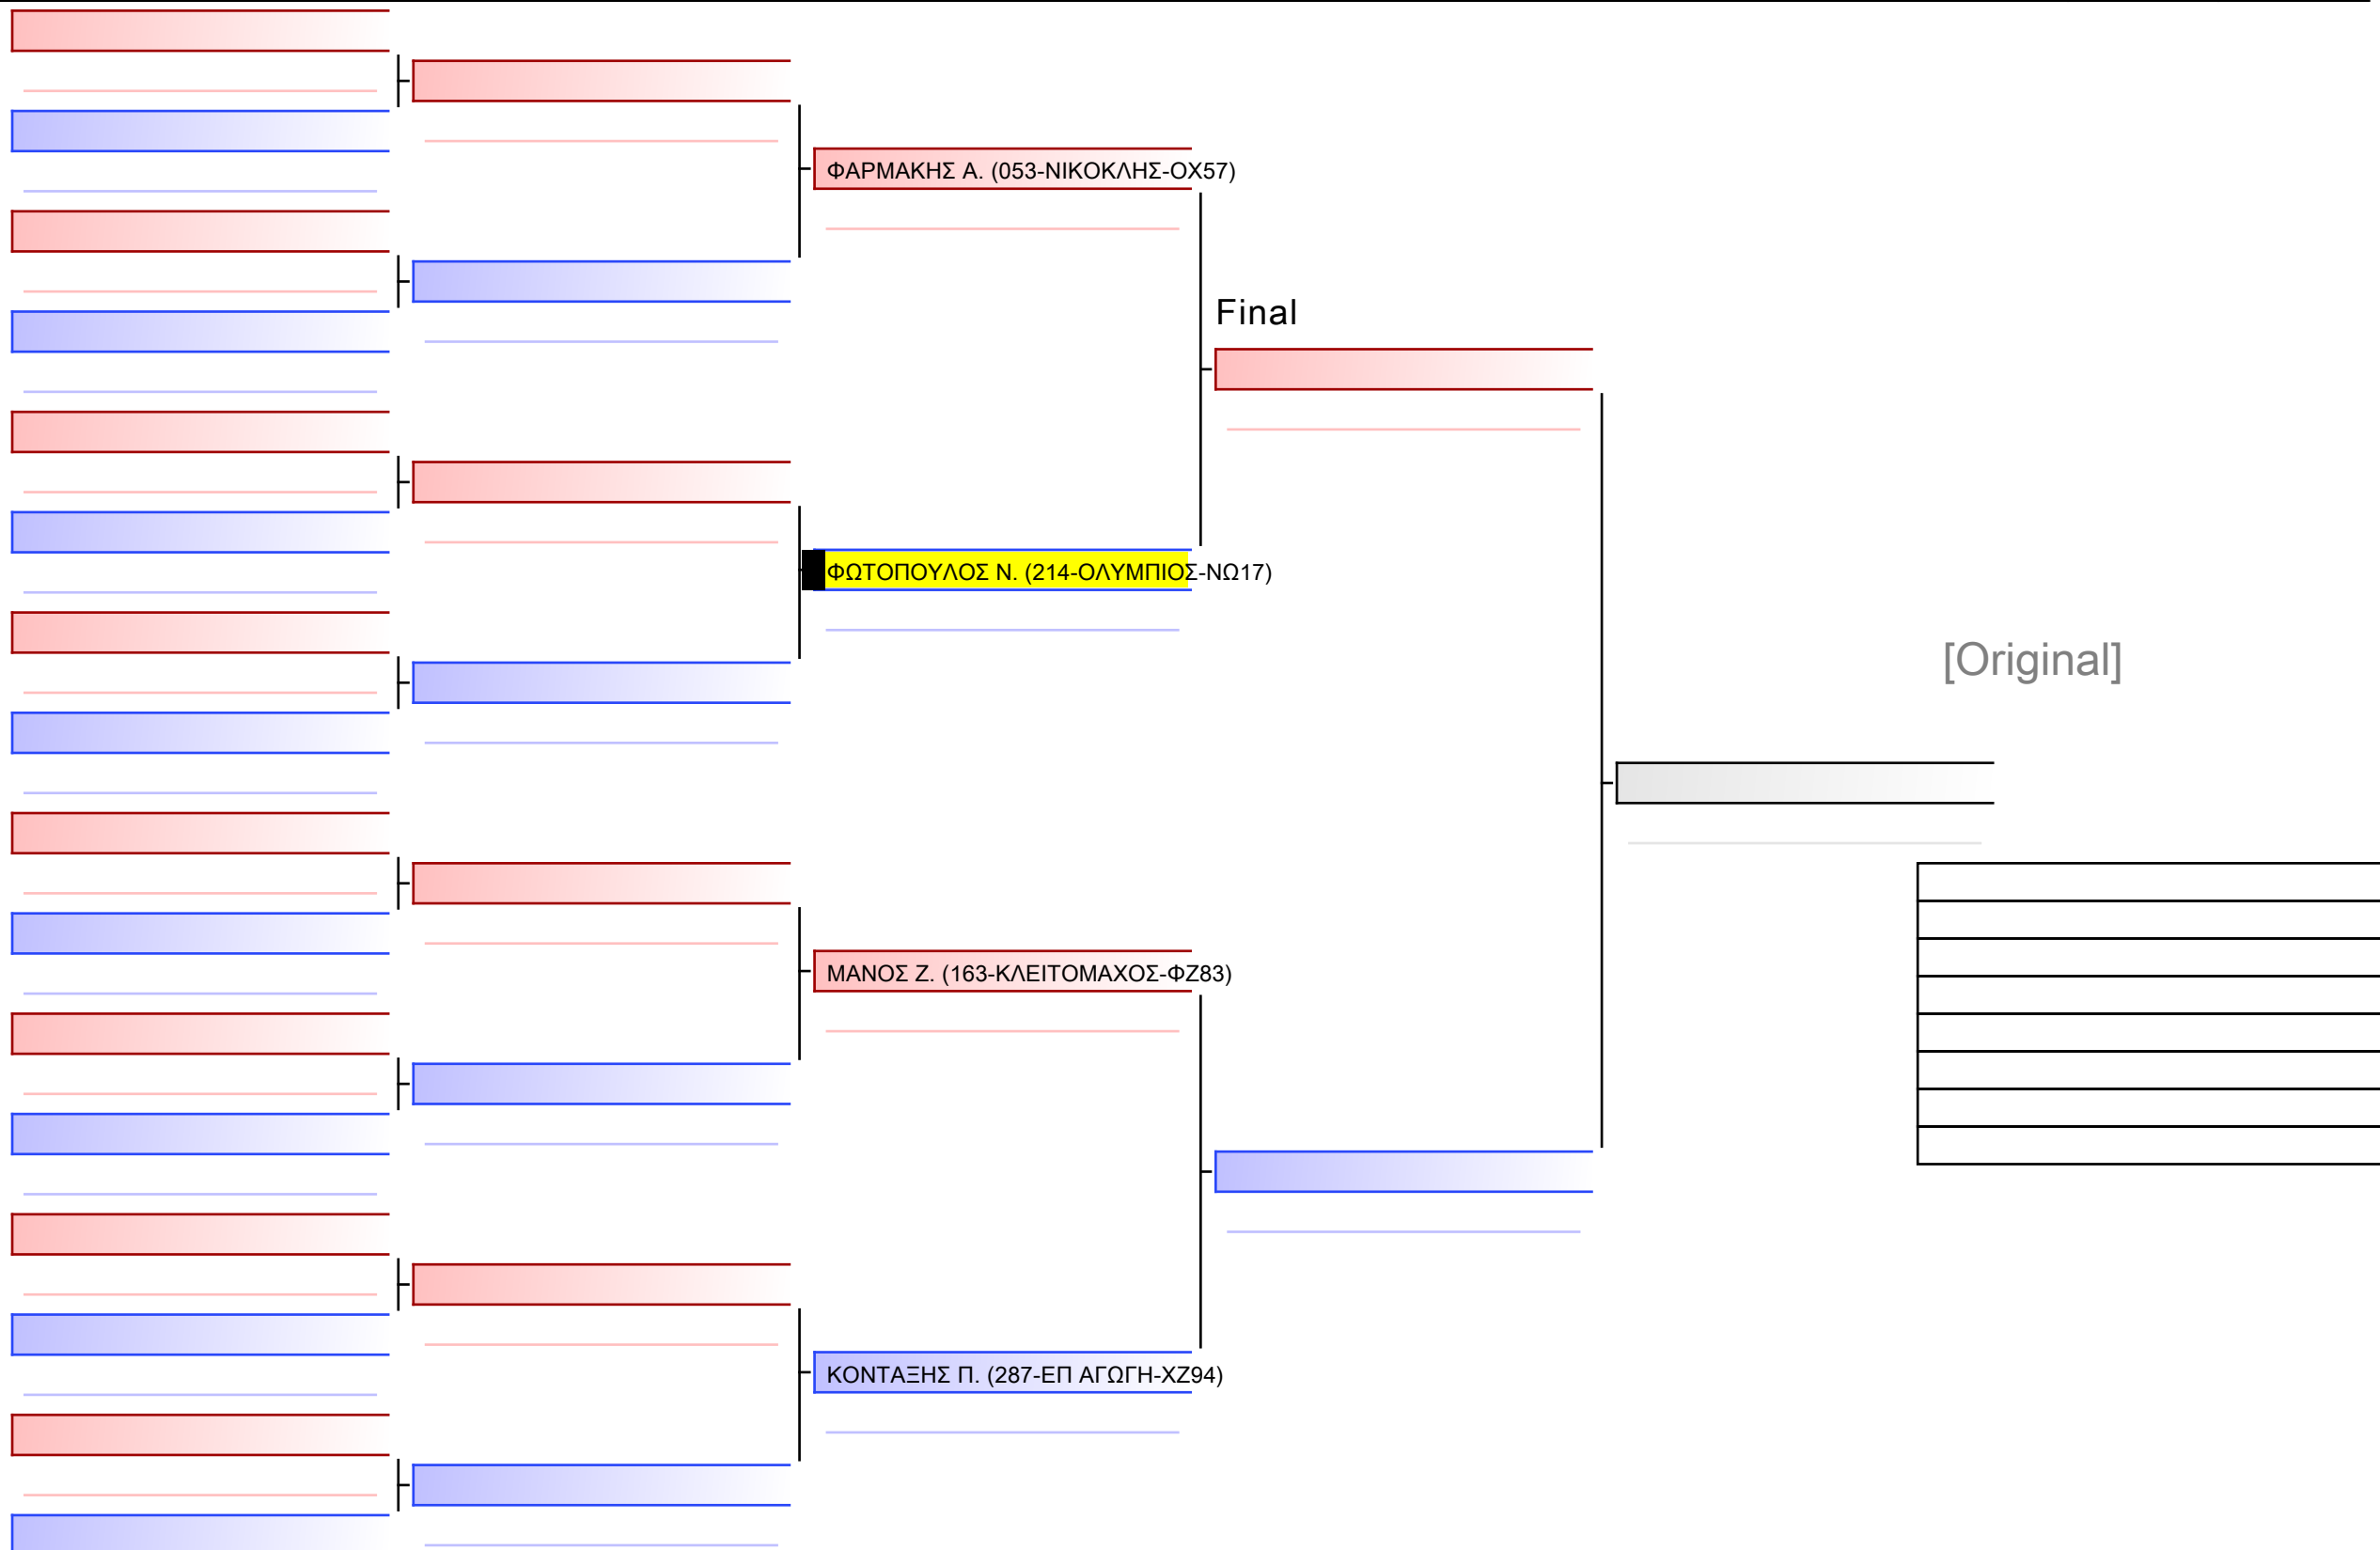 ΦΑΡΜΑΚΗΣ Α. (053-ΝΙΚΟΚΛΗΣ-ΟΧ57)
Final
ΦΩΤΟΠΟΥΛΟΣ Ν. (214-ΟΛΥΜΠΙΟΣ-ΝΩ17)
[Original]
ΜΑΝΟΣ Ζ. (163-ΚΛΕΙΤΟΜΑΧΟΣ-ΦΖ83)
ΚΟΝΤΑΞΗΣ Π. (287-ΕΠ ΑΓΩΓΗ-ΧΖ94)